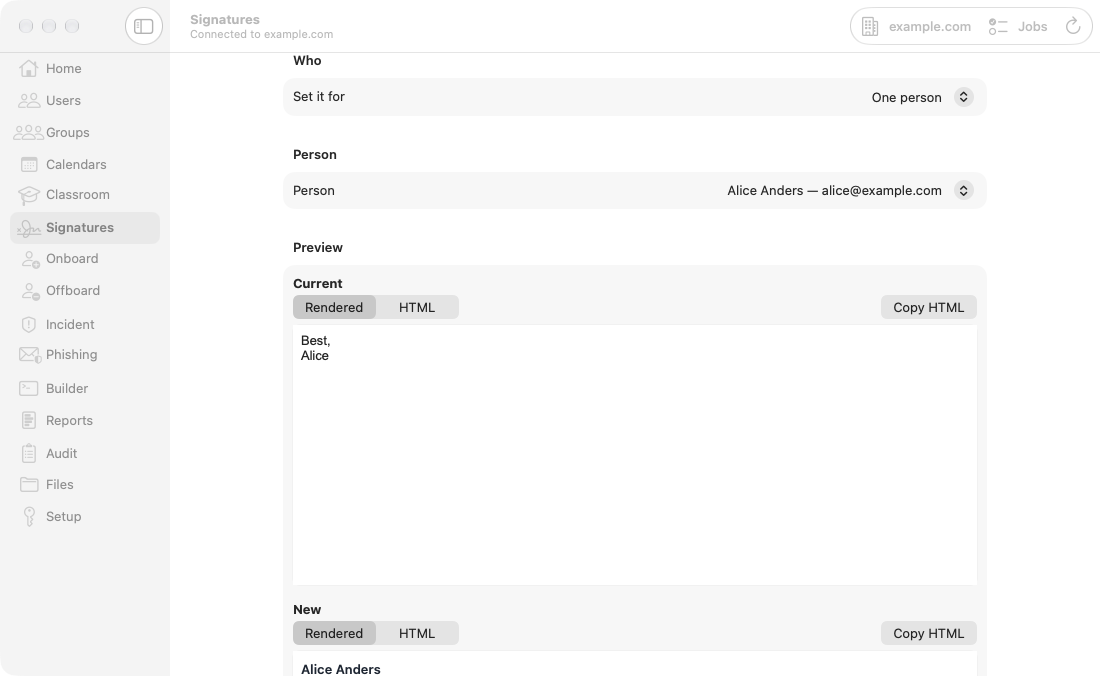 Signatures
Connected to example.com
example.com
Jobs
Home
Users
Groups
Calendars
Classroom
Signatures
Onboard
Offboard
Incident
Phishing
Builder
Reports
Audit
Files
Setup
Who
Set it for
One person
Person
Person
Alice Anders — alice@example.com
Preview
Current
Rendered
HTML
Copy HTML
Best,
Alice
New
Rendered
HTML
Copy HTML
Alice Anders